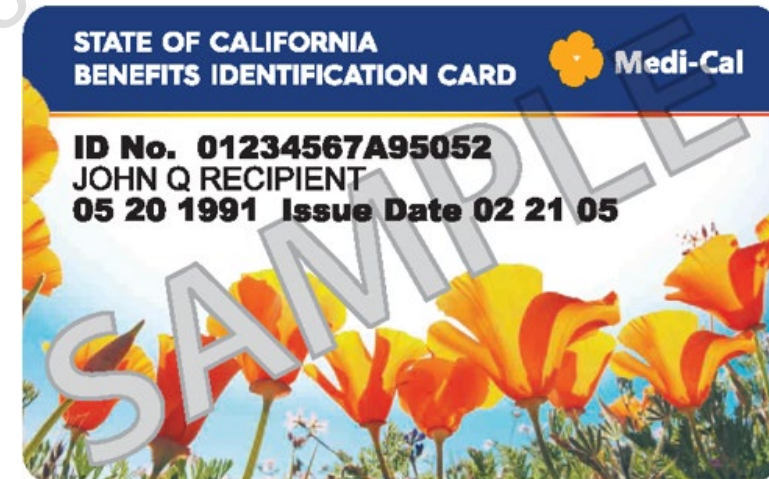 STATE OF CALIFORNIA
BENEFITS IDENTIFICATION CARD
Medi-Cal
ID No. 01234567A95052
JOHN Q RECIPIENT
05 20 1991 Issue Date 02 21 05
SAMPLE